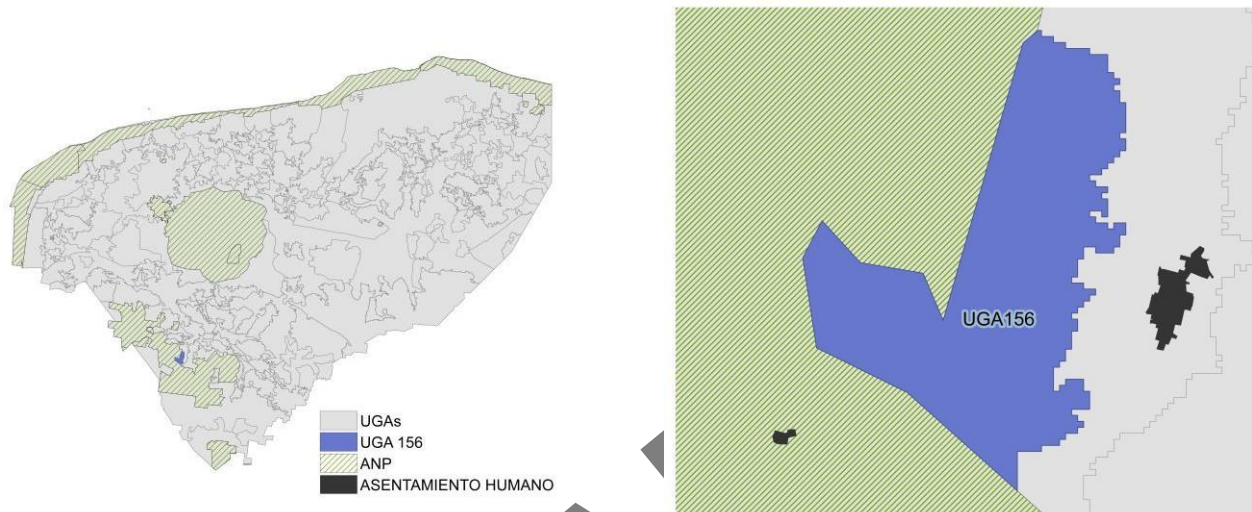 UGAs
UGA 156
ANP
ASENTAMIENTO HUMANO
UGA156